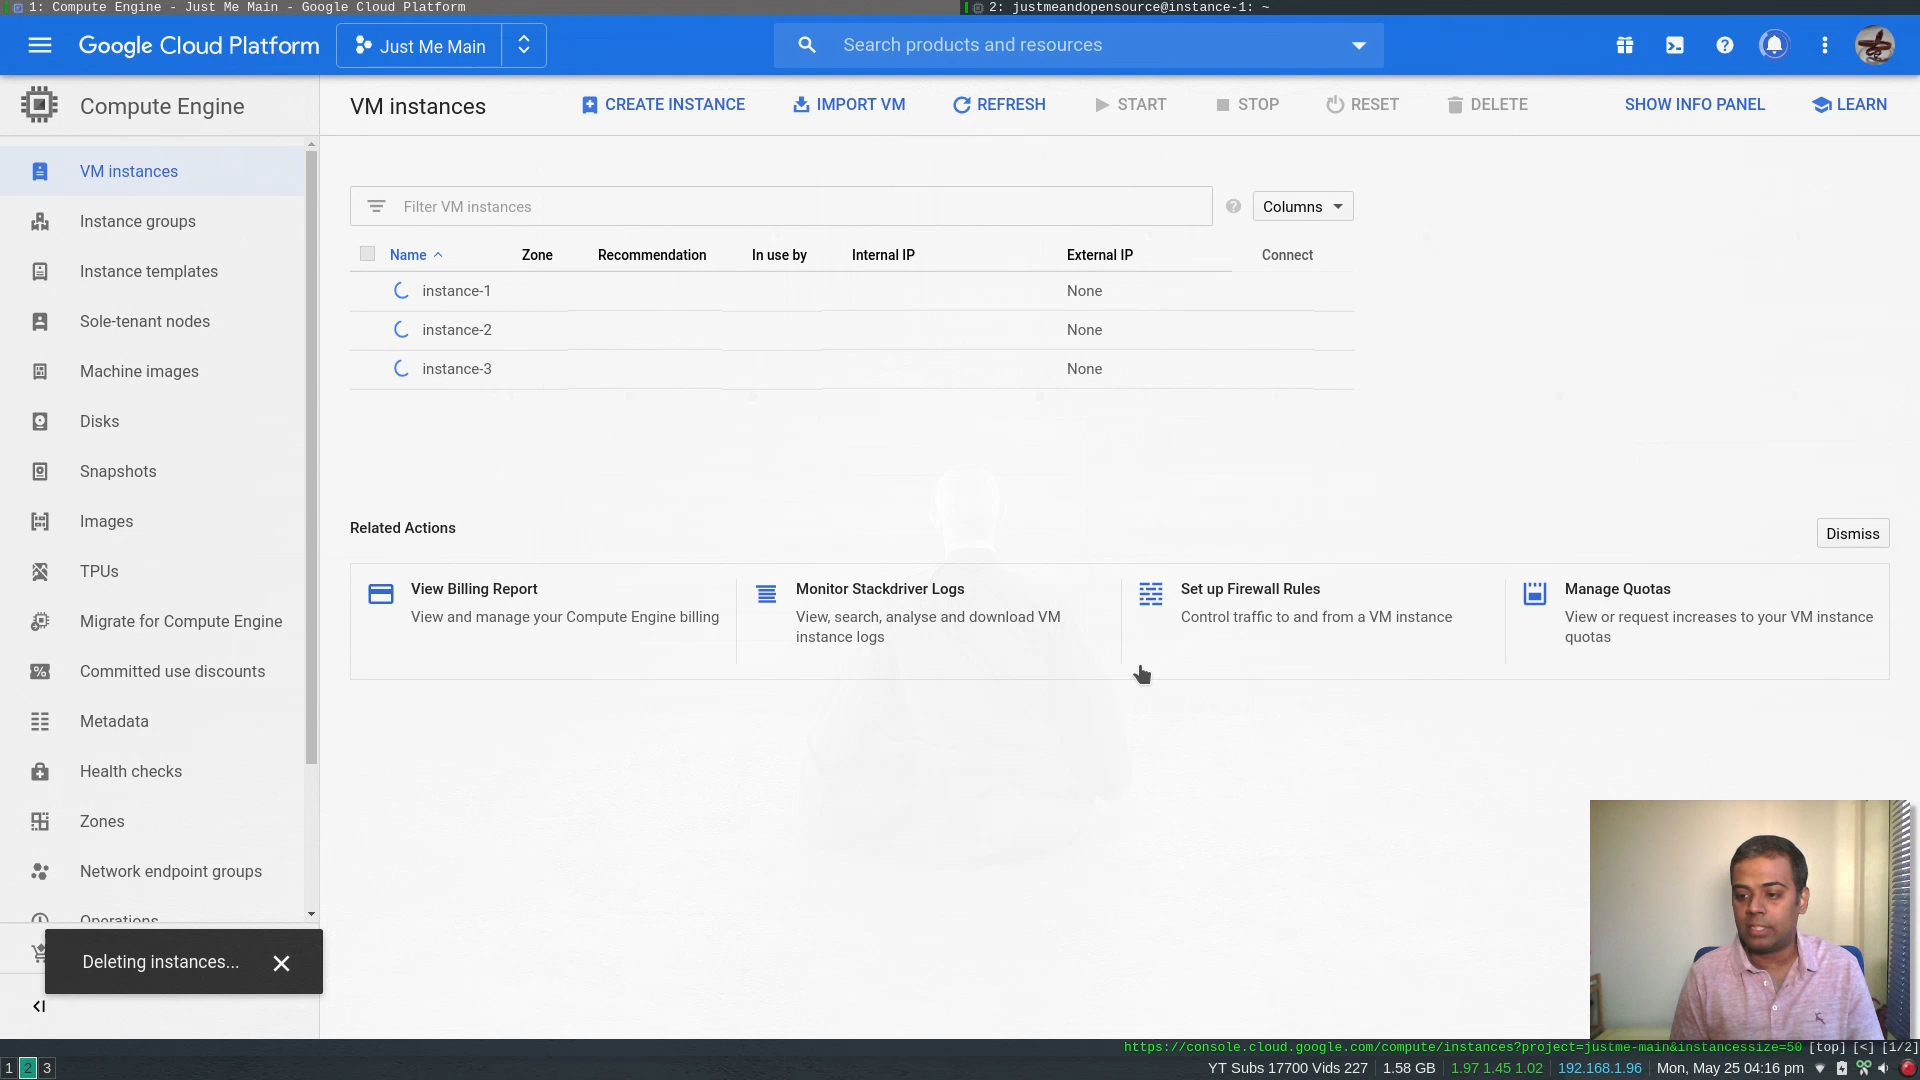 1: Compute Engine - Just Me Main - Google Cloud Platform
2: justmeandopensource@instance-1: ~
Google Cloud Platform
Just Me Main
Search products and resources
Compute Engine
VM instances
CREATE INSTANCE
IMPORT VM
REFRESH
START
STOP
RESET
DELETE
SHOW INFO PANEL
LEARN
VM instances
Instance groups
Instance templates
Sole-tenant nodes
Machine images
Disks
Snapshots
Images
TPUs
Migrate for Compute Engine
Committed use discounts
Metadata
Health checks
Zones
Network endpoint groups
Operations
Filter VM instances
Columns
Name Zone Recommendation In use by Internal IP External IP Connect
instance-1 None
instance-2 None
instance-3 None
Related Actions
Dismiss
View Billing Report
View and manage your Compute Engine billing
Monitor Stackdriver Logs
View, search, analyse and download VM
instance logs
Set up Firewall Rules
Control traffic to and from a VM instance
Manage Quotas
View or request increases to your VM instance
quotas
Deleting instances...
https://console.cloud.google.com/compute/instances?project=justme-main&instancessize=50 [top] [<] [1/2]
1 2 3
YT Subs 17700 Vids 227 1.58 GB 1.97 1.45 1.02 192.168.1.96 Mon, May 25 04:16 pm